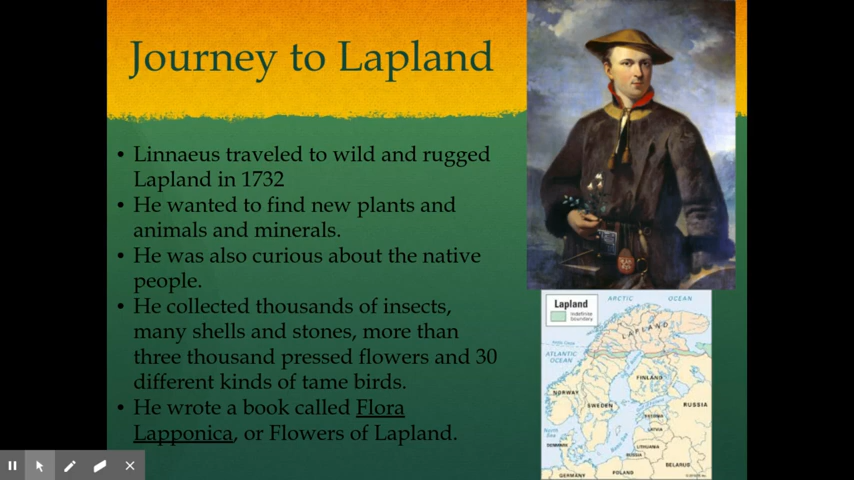 Journey to Lapland
• Linnaeus traveled to wild and rugged
Lapland in 1732
• He wanted to find new plants and
animals and minerals.
• He was also curious about the native
people.
• He collected thousands of insects,
many shells and stones, more than
three thousand pressed flowers and 30
different kinds of tame birds.
• He wrote a book called Flora
Lapponica, or Flowers of Lapland.
Lapland
Indefinite
boundary
ARCTIC OCEAN
LAPLAND
ATLANTIC
OCEAN
FINLAND
NORWAY
SWEDEN
RUSSIA
ESTONIA
LATVIA
DENMARK
LITHUANIA
RUSSIA
BELARUS
GERMANY
POLAND